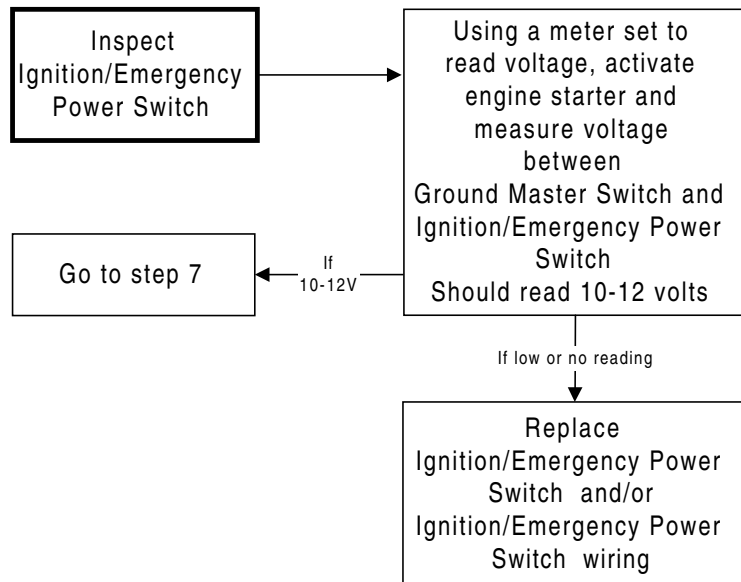 Inspect
Ignition/Emergency
Power Switch
Using a meter set to
read voltage, activate
engine starter and
measure voltage
between
Ground Master Switch and
Ignition/Emergency Power
Switch
Should read 10-12 volts
If
10-12V
Go to step 7
If low or no reading
Replace
Ignition/Emergency Power
Switch and/or
Ignition/Emergency Power
Switch wiring